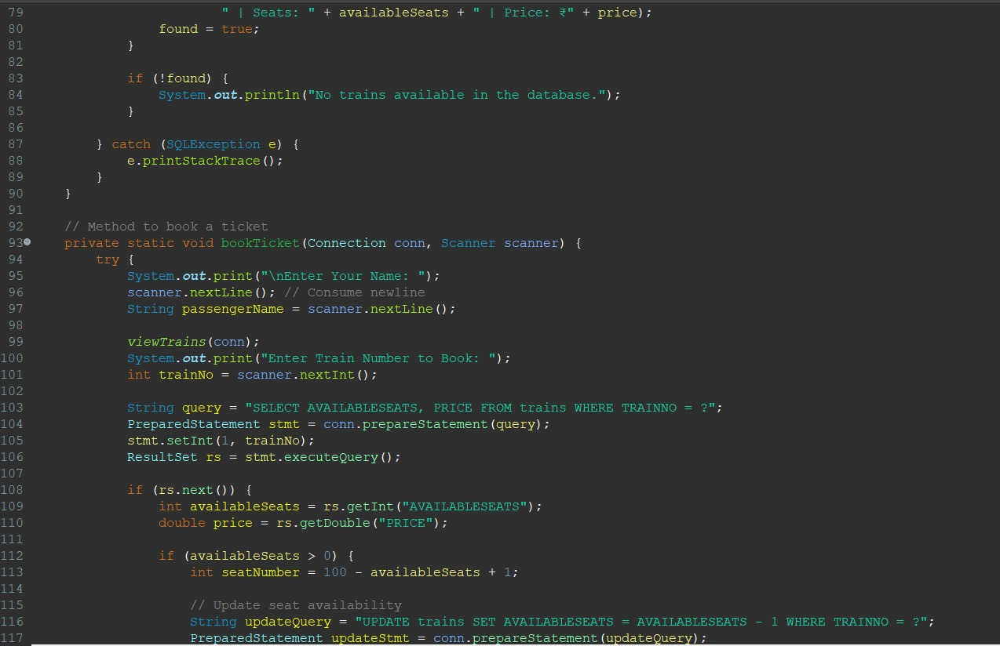 79                         " | Seats: " + availableSeats + " | Price: ₹" + price);
80                 found = true;
81             }
82
83             if (!found) {
84                 System.out.println("No trains available in the database.");
85             }
86
87         } catch (SQLException e) {
88             e.printStackTrace();
89         }
90     }
91
92     // Method to book a ticket
93     private static void bookTicket(Connection conn, Scanner scanner) {
94         try {
95             System.out.print("\nEnter Your Name: ");
96             scanner.nextLine(); // Consume newline
97             String passengerName = scanner.nextLine();
98
99             viewTrains(conn);
100             System.out.print("Enter Train Number to Book: ");
101             int trainNo = scanner.nextInt();
102
103             String query = "SELECT AVAILABLESEATS, PRICE FROM trains WHERE TRAINNO = ?";
104             PreparedStatement stmt = conn.prepareStatement(query);
105             stmt.setInt(1, trainNo);
106             ResultSet rs = stmt.executeQuery();
107
108             if (rs.next()) {
109                 int availableSeats = rs.getInt("AVAILABLESEATS");
110                 double price = rs.getDouble("PRICE");
111
112                 if (availableSeats > 0) {
113                     int seatNumber = 100 - availableSeats + 1;
114
115                     // Update seat availability
116                     String updateQuery = "UPDATE trains SET AVAILABLESEATS = AVAILABLESEATS - 1 WHERE TRAINNO = ?";
117                     PreparedStatement updateStmt = conn.prepareStatement(updateQuery);